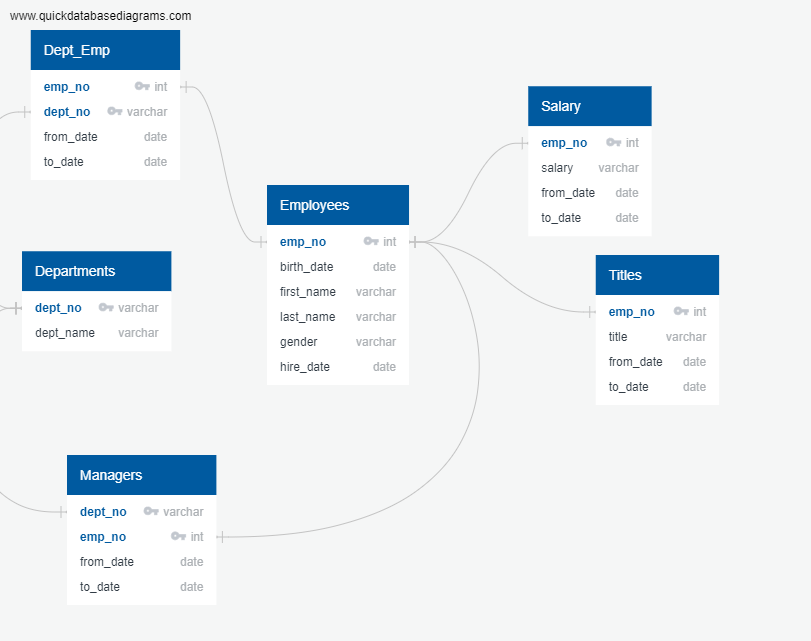 www.quickdatabasediagrams.com
Dept_Emp
emp_no int
dept_no varchar
from_date date
to_date date
Departments
dept_no varchar
dept_name varchar
Managers
dept_no varchar
emp_no int
from_date date
to_date date
Employees
emp_no int
birth_date date
first_name varchar
last_name varchar
gender varchar
hire_date date
Salary
emp_no int
salary varchar
from_date date
to_date date
Titles
emp_no int
title varchar
from_date date
to_date date